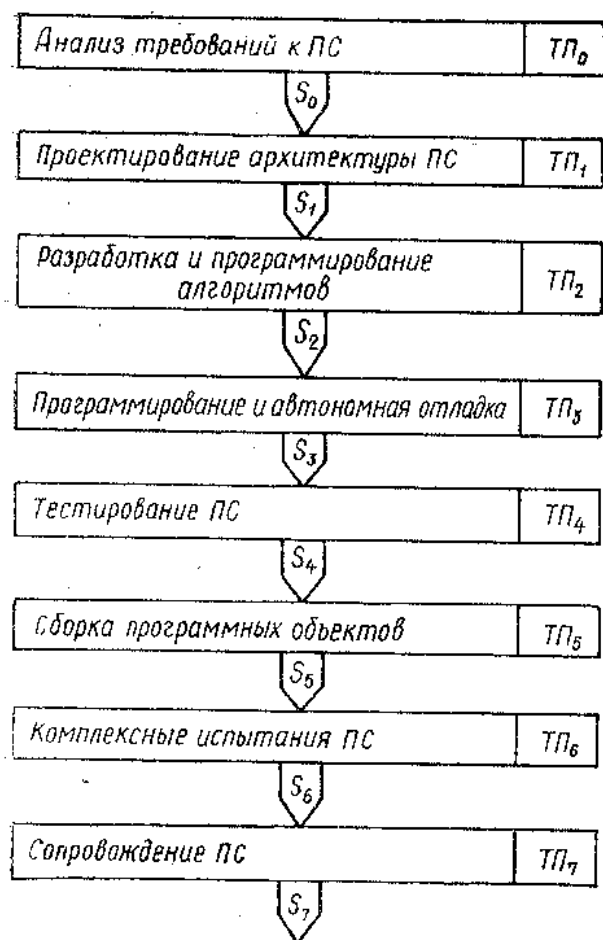 Анализ требований к ПС ТП₀
S₀
Проектирование архитектуры ПС ТП₁
S₁
Разработка и программирование
алгоритмов ТП₂
S₂
Программирование и автономная отладка ТП₃
S₃
Тестирование ПС ТП₄
S₄
Сборка программных объектов ТП₅
S₅
Комплексные испытания ПС ТП₆
S₆
Сопровождение ПС ТП₇
S₇